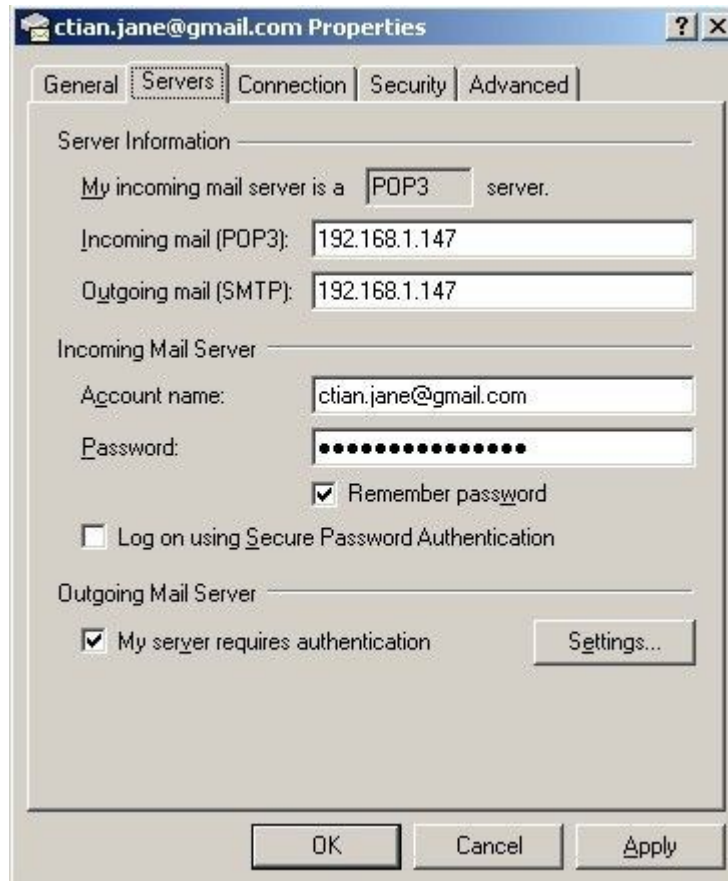 ctian.jane@gmail.com Properties
General Servers Connection Security Advanced
Server Information
My incoming mail server is a POP3 server.
Incoming mail (POP3): 192.168.1.147
Outgoing mail (SMTP): 192.168.1.147
Incoming Mail Server
Account name: ctian.jane@gmail.com
Password: ●●●●●●●●●●●●●●●
Remember password
Log on using Secure Password Authentication
Outgoing Mail Server
My server requires authentication Settings...
OK Cancel Apply